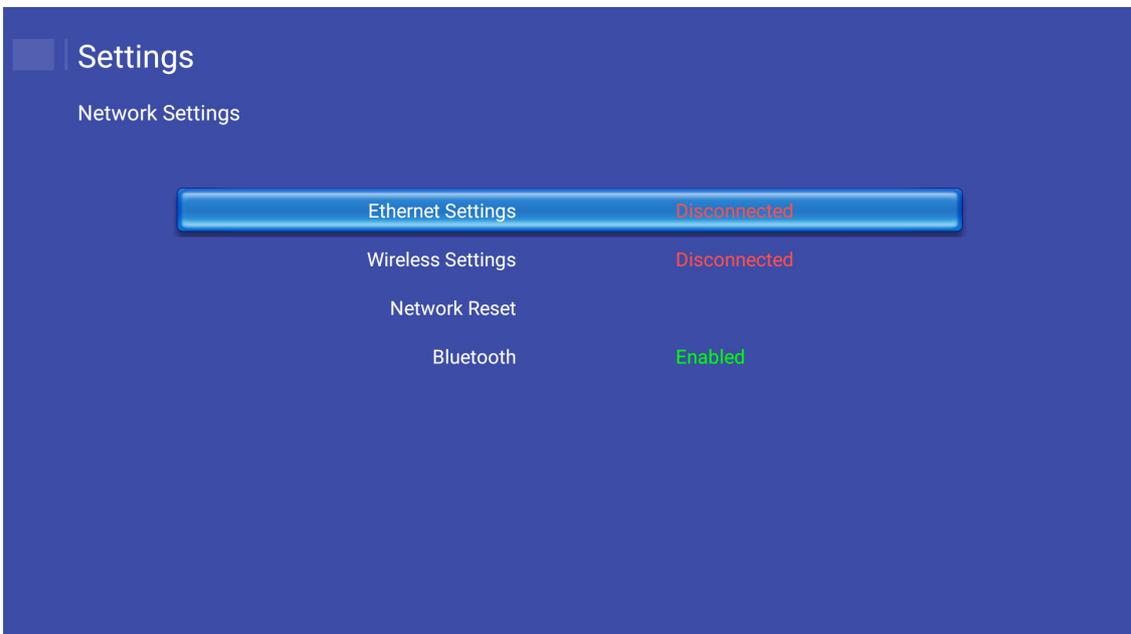 Settings
Network Settings
Ethernet Settings Disconnected
Wireless Settings Disconnected
Network Reset
Bluetooth Enabled